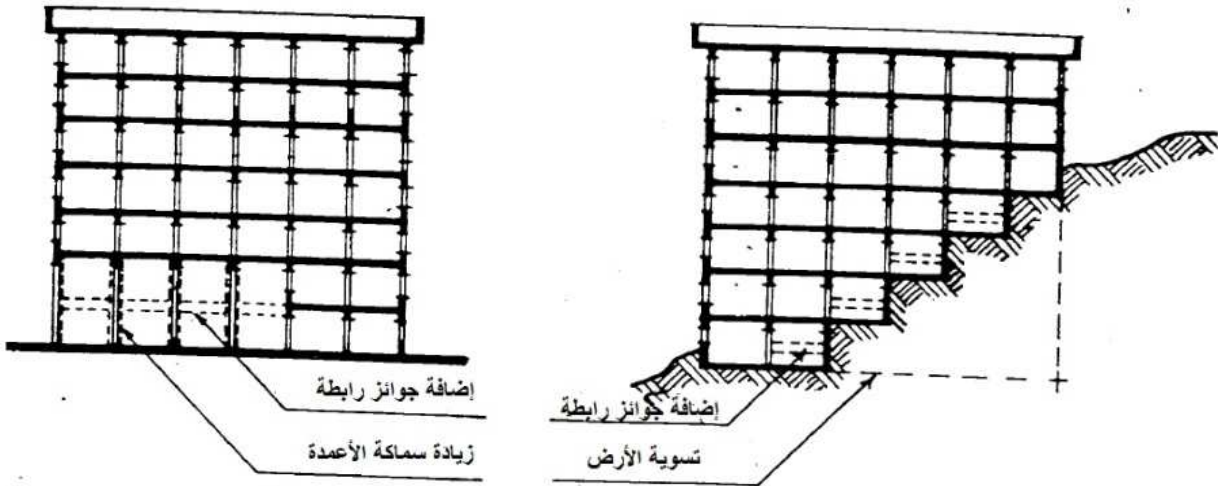 إضافة جوائز رابطة
زيادة سماكة الأعمدة
إضافة جوائز رابطة
تسوية الأرض